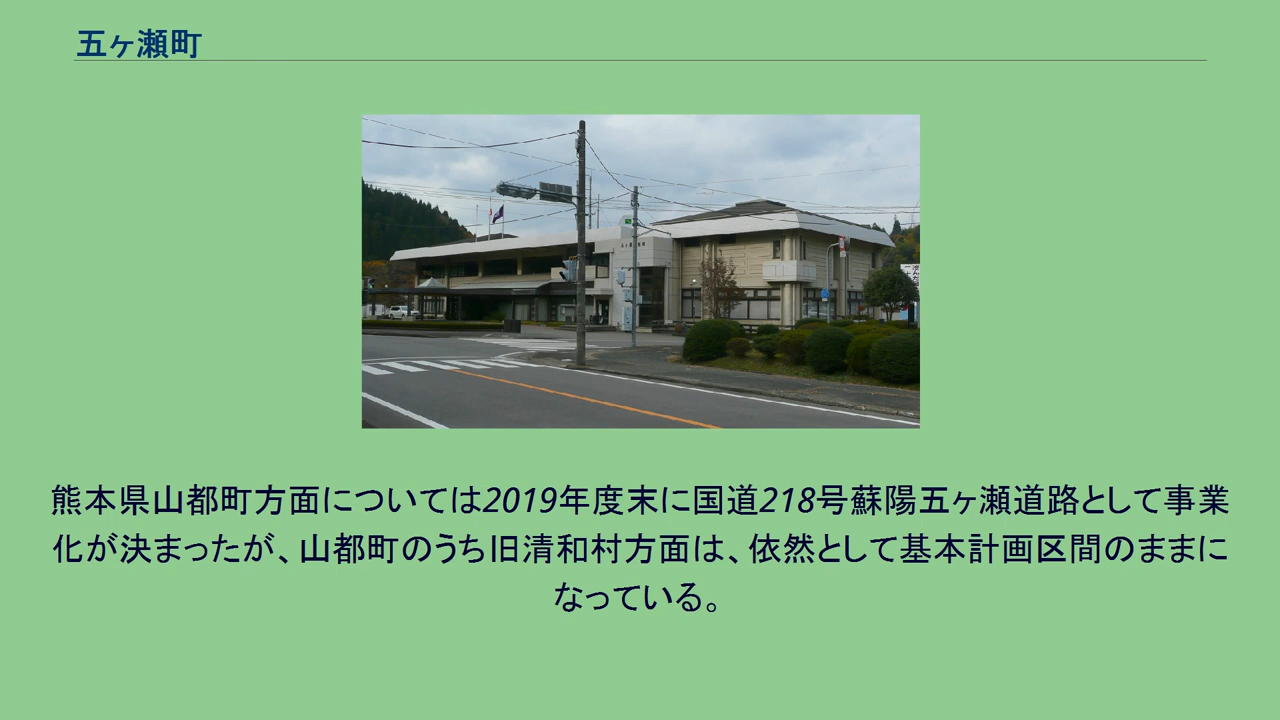 五ヶ瀬町
熊本県山都町方面については2019年度末に国道218号蘇陽五ヶ瀬道路として事業
化が決まったが、山都町のうち旧清和村方面は、依然として基本計画区間のままに
なっている。